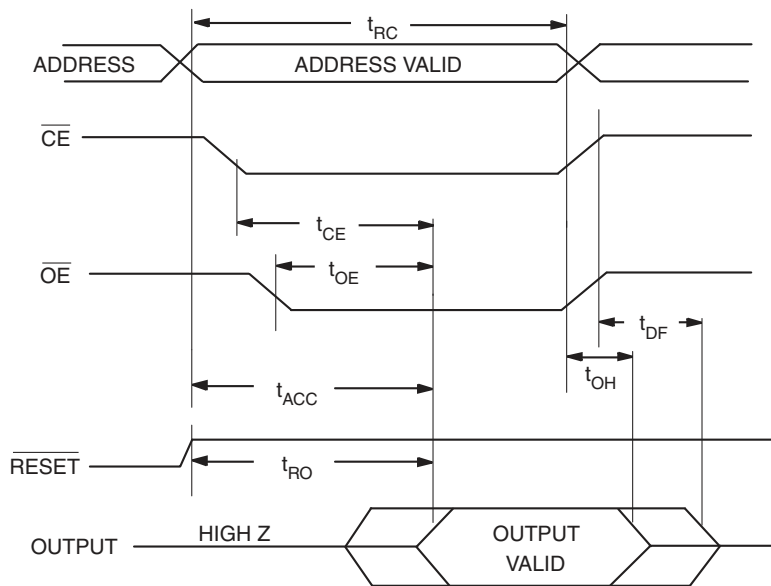 tRC
ADDRESS
ADDRESS VALID
CE
tCE
OE
tOE
tDF
tOH
tACC
RESET
tRO
OUTPUT
HIGH Z
OUTPUT
VALID